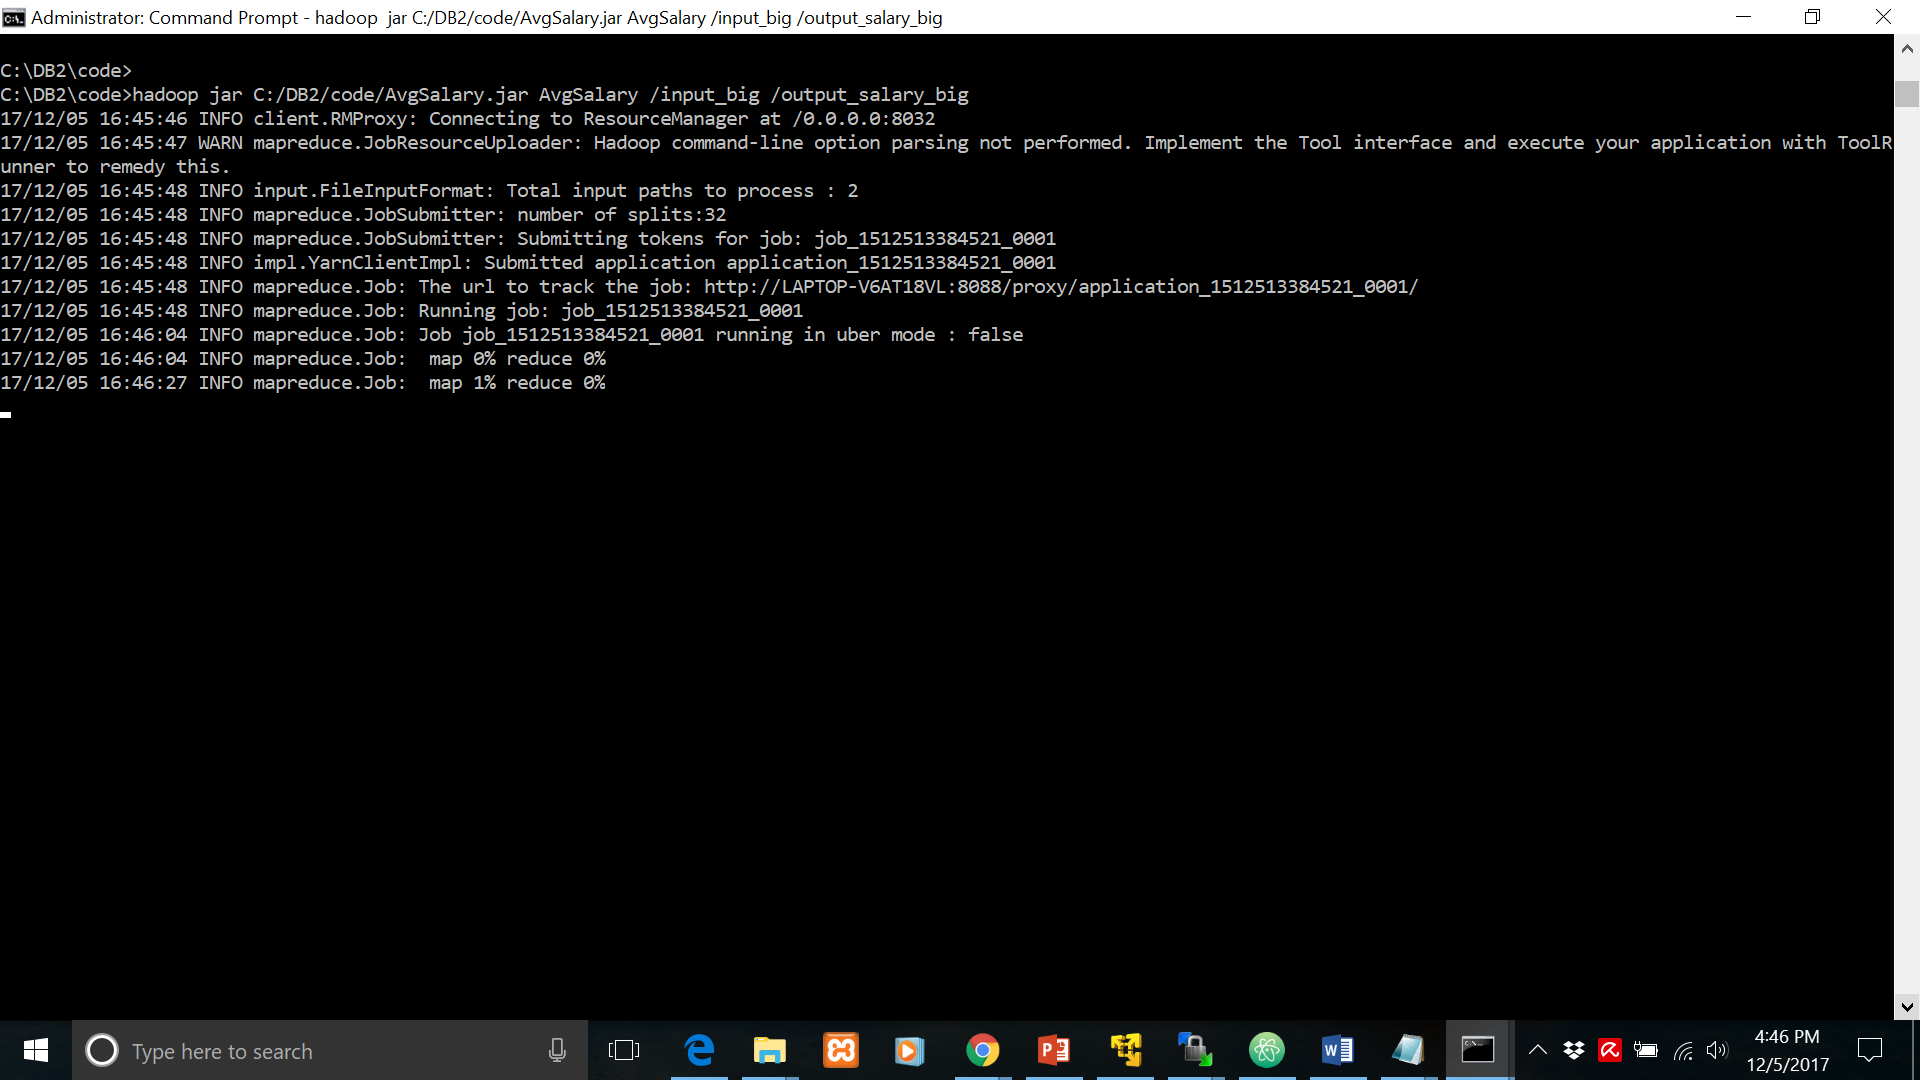 Administrator: Command Prompt - hadoop  jar C:/DB2/code/AvgSalary.jar AvgSalary /input_big /output_salary_big
C:\DB2\code>
C:\DB2\code>hadoop jar C:/DB2/code/AvgSalary.jar AvgSalary /input_big /output_salary_big
17/12/05 16:45:46 INFO client.RMProxy: Connecting to ResourceManager at /0.0.0.0:8032
17/12/05 16:45:47 WARN mapreduce.JobResourceUploader: Hadoop command-line option parsing not performed. Implement the Tool interface and execute your application with ToolR
unner to remedy this.
17/12/05 16:45:48 INFO input.FileInputFormat: Total input paths to process : 2
17/12/05 16:45:48 INFO mapreduce.JobSubmitter: number of splits:32
17/12/05 16:45:48 INFO mapreduce.JobSubmitter: Submitting tokens for job: job_1512513384521_0001
17/12/05 16:45:48 INFO impl.YarnClientImpl: Submitted application application_1512513384521_0001
17/12/05 16:45:48 INFO mapreduce.Job: The url to track the job: http://LAPTOP-V6AT18VL:8088/proxy/application_1512513384521_0001/
17/12/05 16:45:48 INFO mapreduce.Job: Running job: job_1512513384521_0001
17/12/05 16:46:04 INFO mapreduce.Job: Job job_1512513384521_0001 running in uber mode : false
17/12/05 16:46:04 INFO mapreduce.Job:  map 0% reduce 0%
17/12/05 16:46:27 INFO mapreduce.Job:  map 1% reduce 0%
Type here to search
4:46 PM
12/5/2017